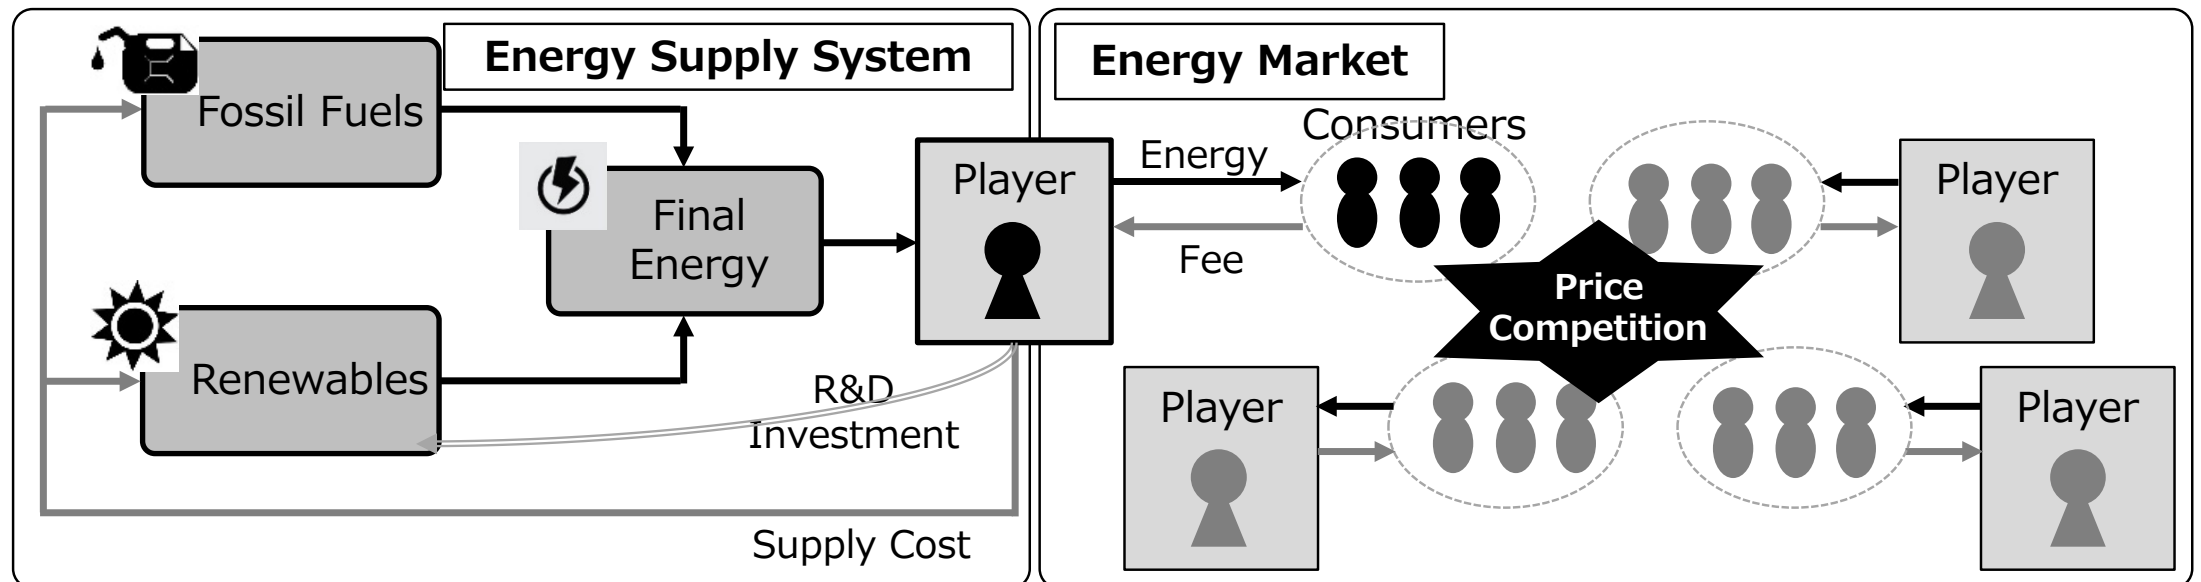 Energy Supply System
Fossil Fuels
Final
Energy
Renewables
Player
R&D
Investment
Supply Cost
Energy Market
Consumers
Energy
Fee
Player
Price
Competition
Player
Player